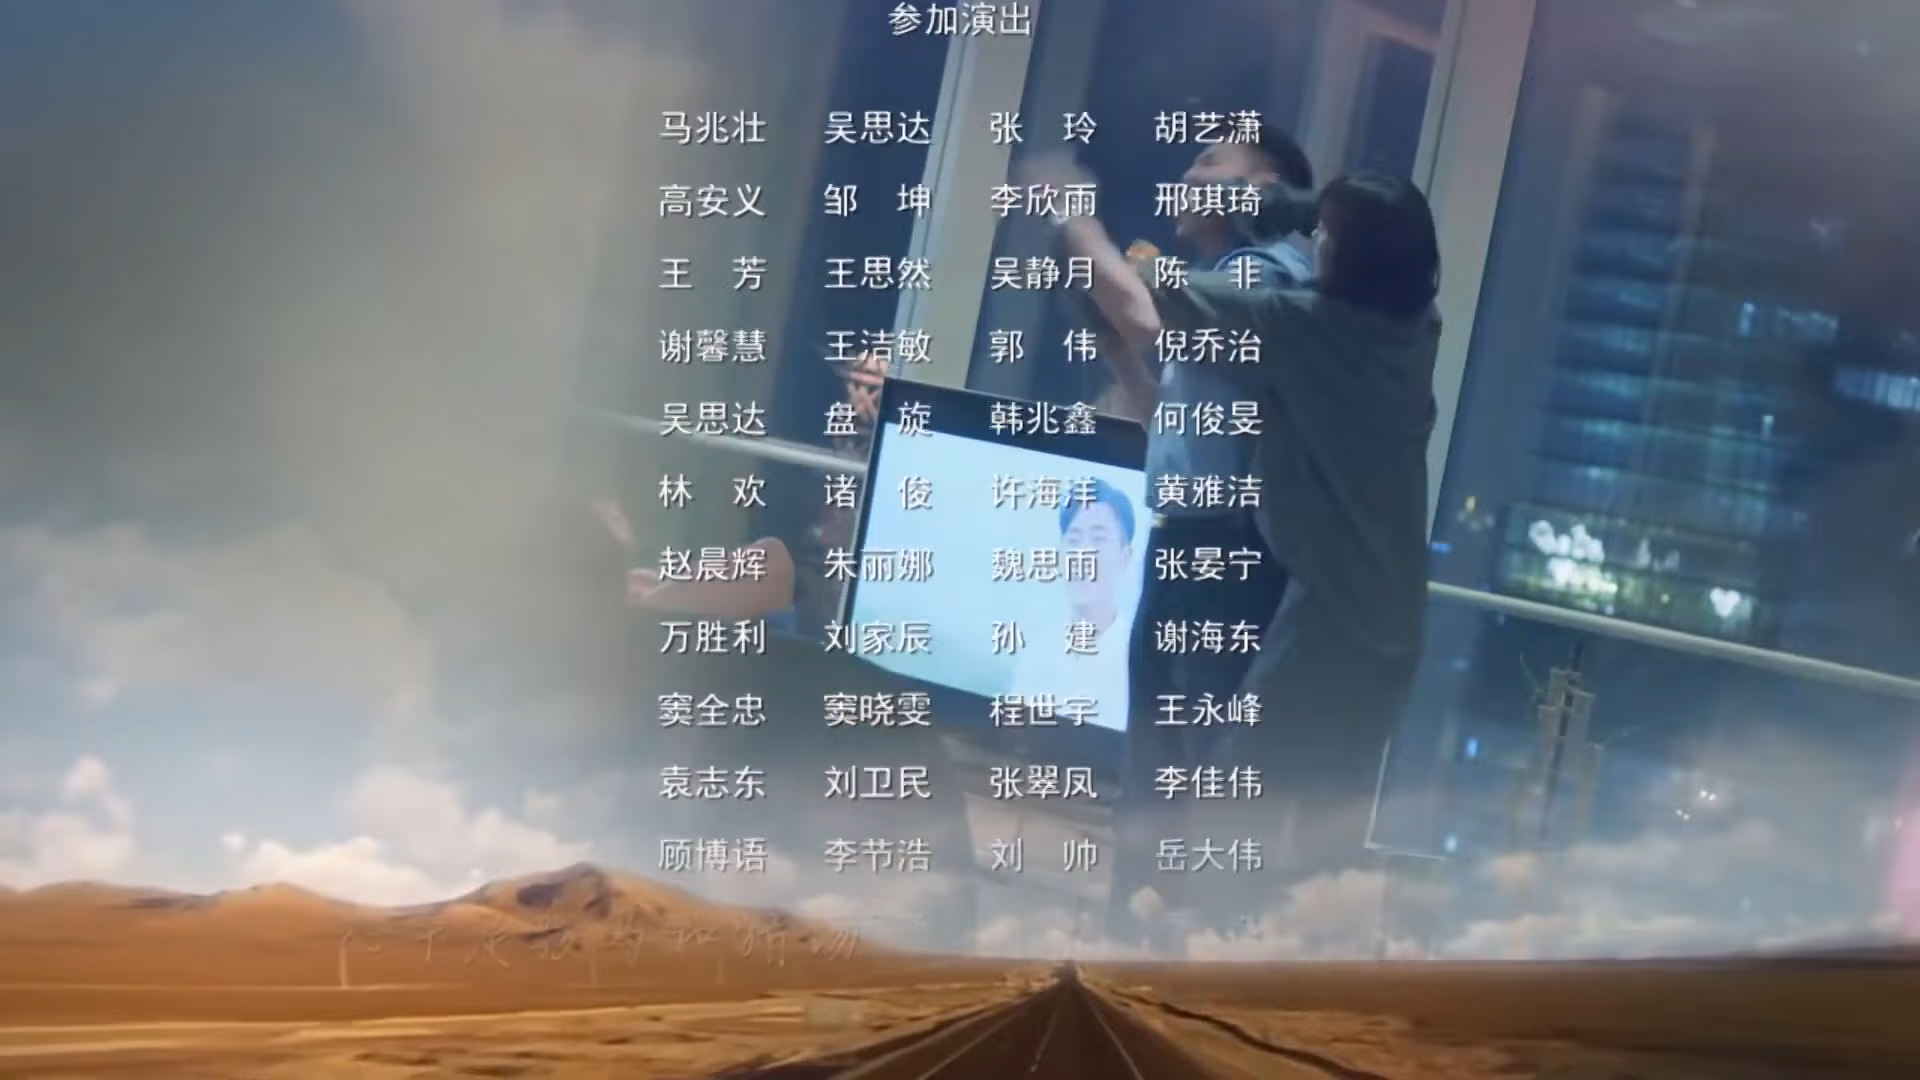 参加演出
马兆壮 吴思达 张 玲 胡艺潇
高安义 邹 坤 李欣雨 邢琪琦
王 芳 王思然 吴静月 陈 非
谢馨慧 王洁敏 郭 伟 倪乔治
吴思达 盘 旋 韩兆鑫 何俊旻
林 欢 诸 俊 许海洋 黄雅洁
赵晨辉 朱丽娜 魏思雨 张晏宁
万胜利 刘家辰 孙 建 谢海东
窦全忠 窦晓雯 程世宇 王永峰
袁志东 刘卫民 张翠凤 李佳伟
顾博语 李节浩 刘 帅 岳大伟